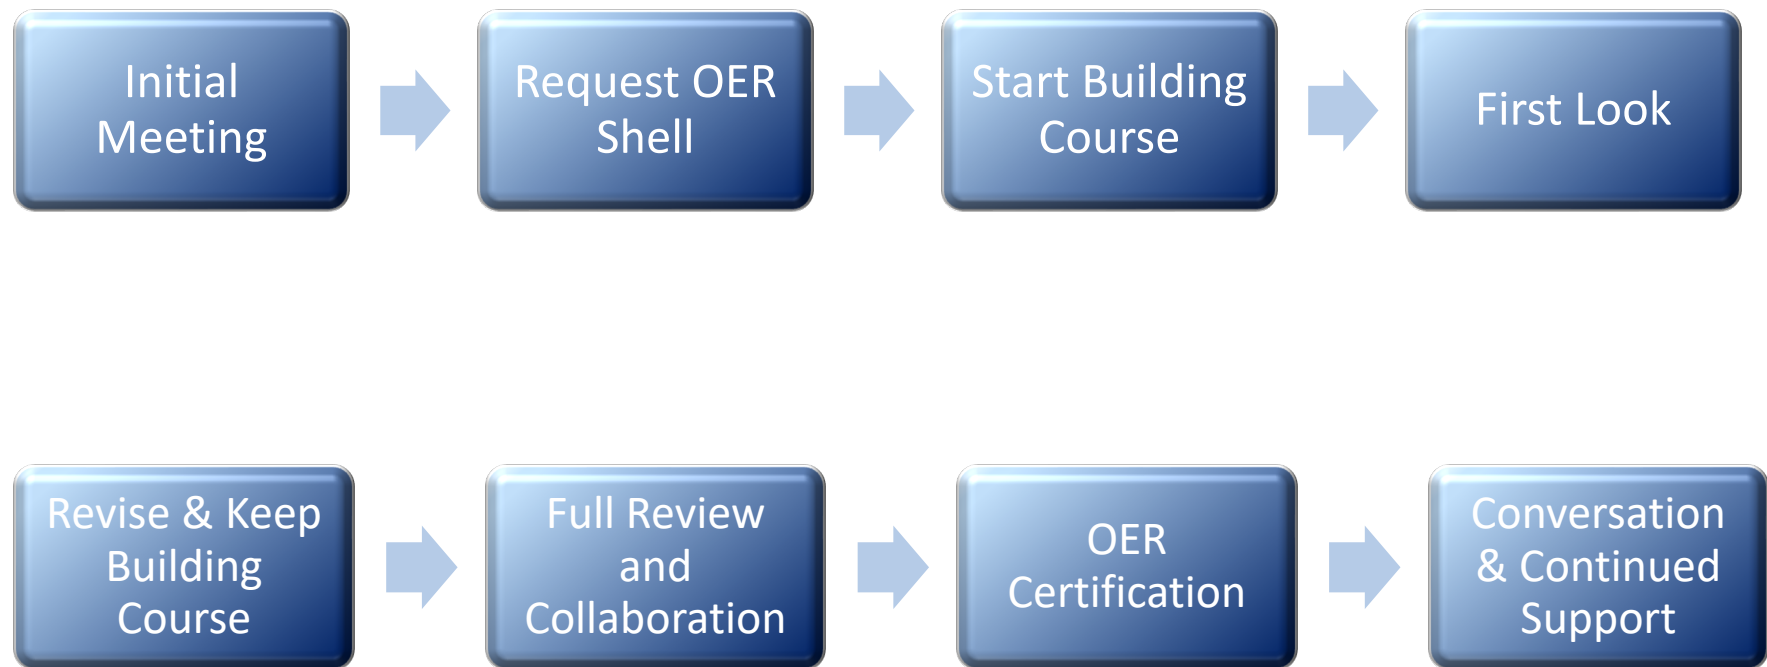 Initial
Meeting
Request OER
Shell
Start Building
Course
First Look
Revise & Keep
Building
Course
Full Review
and
Collaboration
OER
Certification
Conversation
& Continued
Support